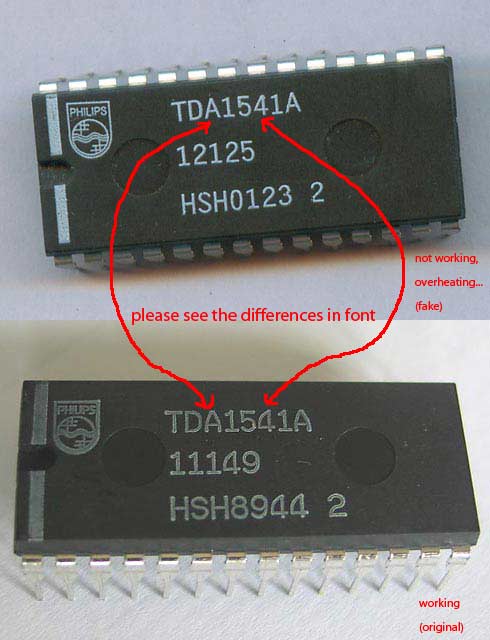 PHILIPS
TDA1541A
12125
HSH0123 2
not working,
overheating...
(fake)
please see the differences in font
PHILIPS
TDA1541A
11149
HSH8944 2
working
(original)